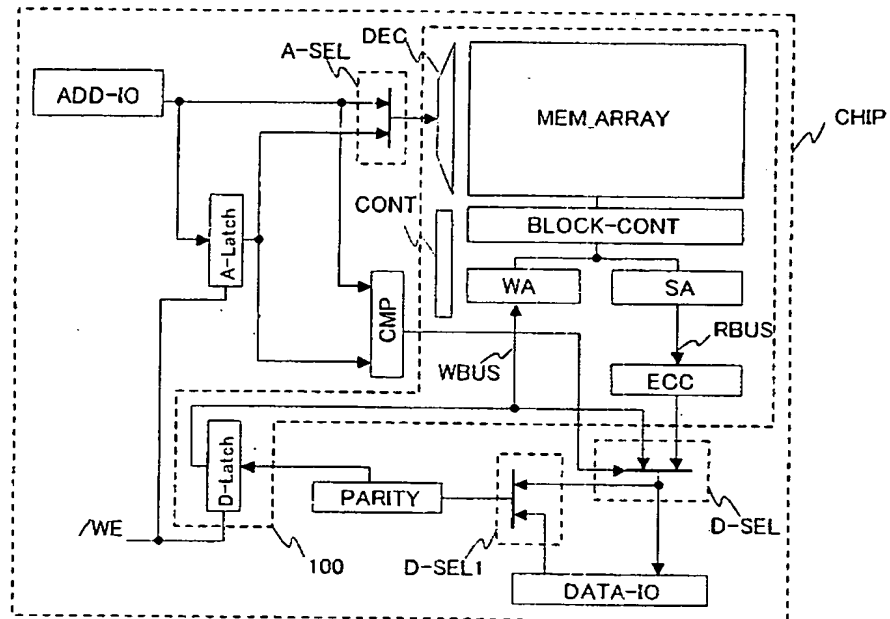 DEC
A-SEL
ADD-IO
MEM_ARRAY
CHIP
CONT
BLOCK-CONT
A-Latch
WA
SA
CMP
RBUS
WBUS
ECC
D-Latch
PARITY
D-SEL
/WE
100
D-SEL1
DATA-IO